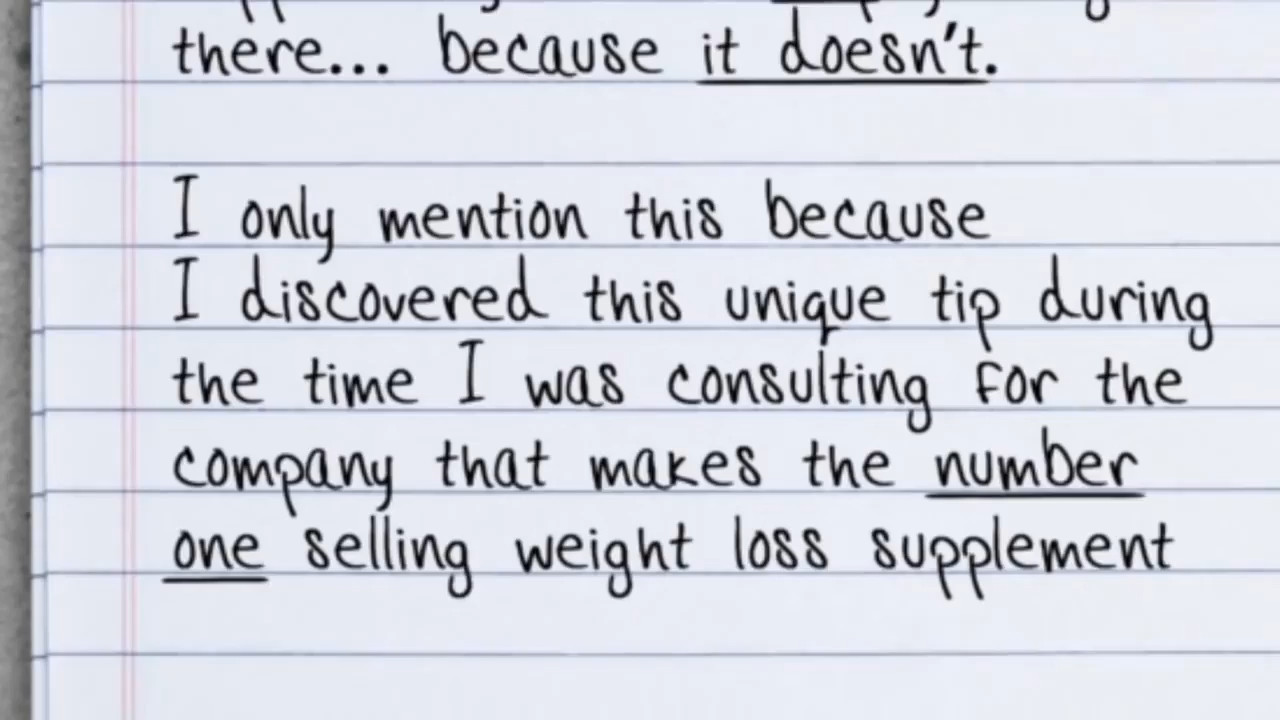 there... because it doesn't.
I only mention this because
I discovered this unique tip during
the time I was consulting for the
company that makes the number
one selling weight loss supplement